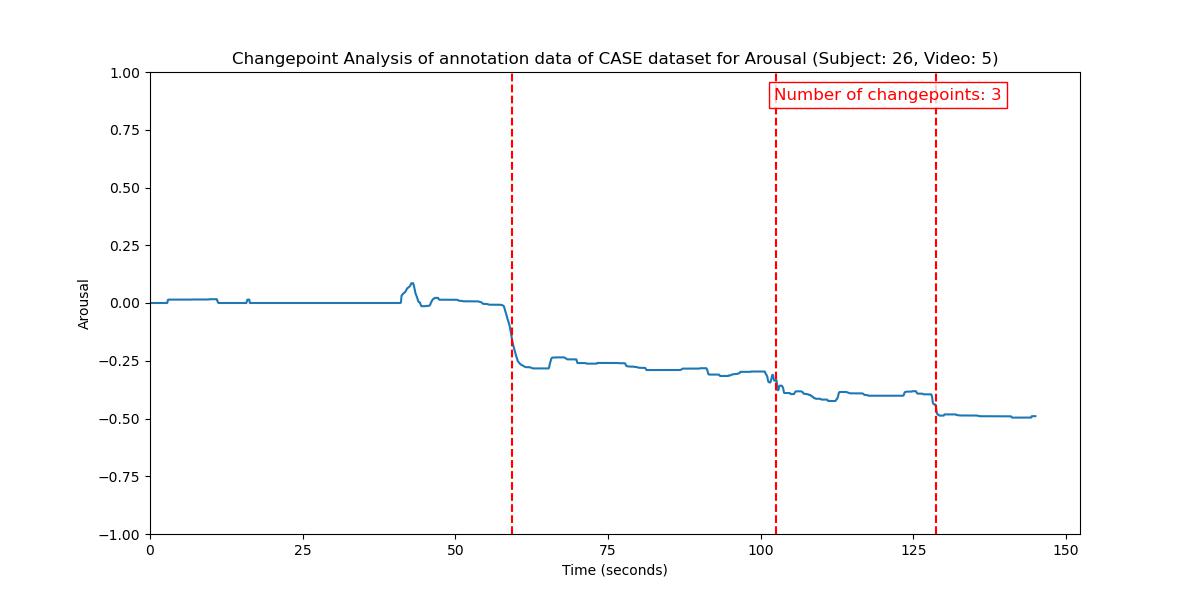 Changepoint Analysis of annotation data of CASE dataset for Arousal (Subject: 26, Video: 5)
Number of changepoints: 3
Arousal
1.00
0.75
0.50
0.25
0.00
−0.25
−0.50
−0.75
−1.00
0 25 50 75 100 125 150
Time (seconds)